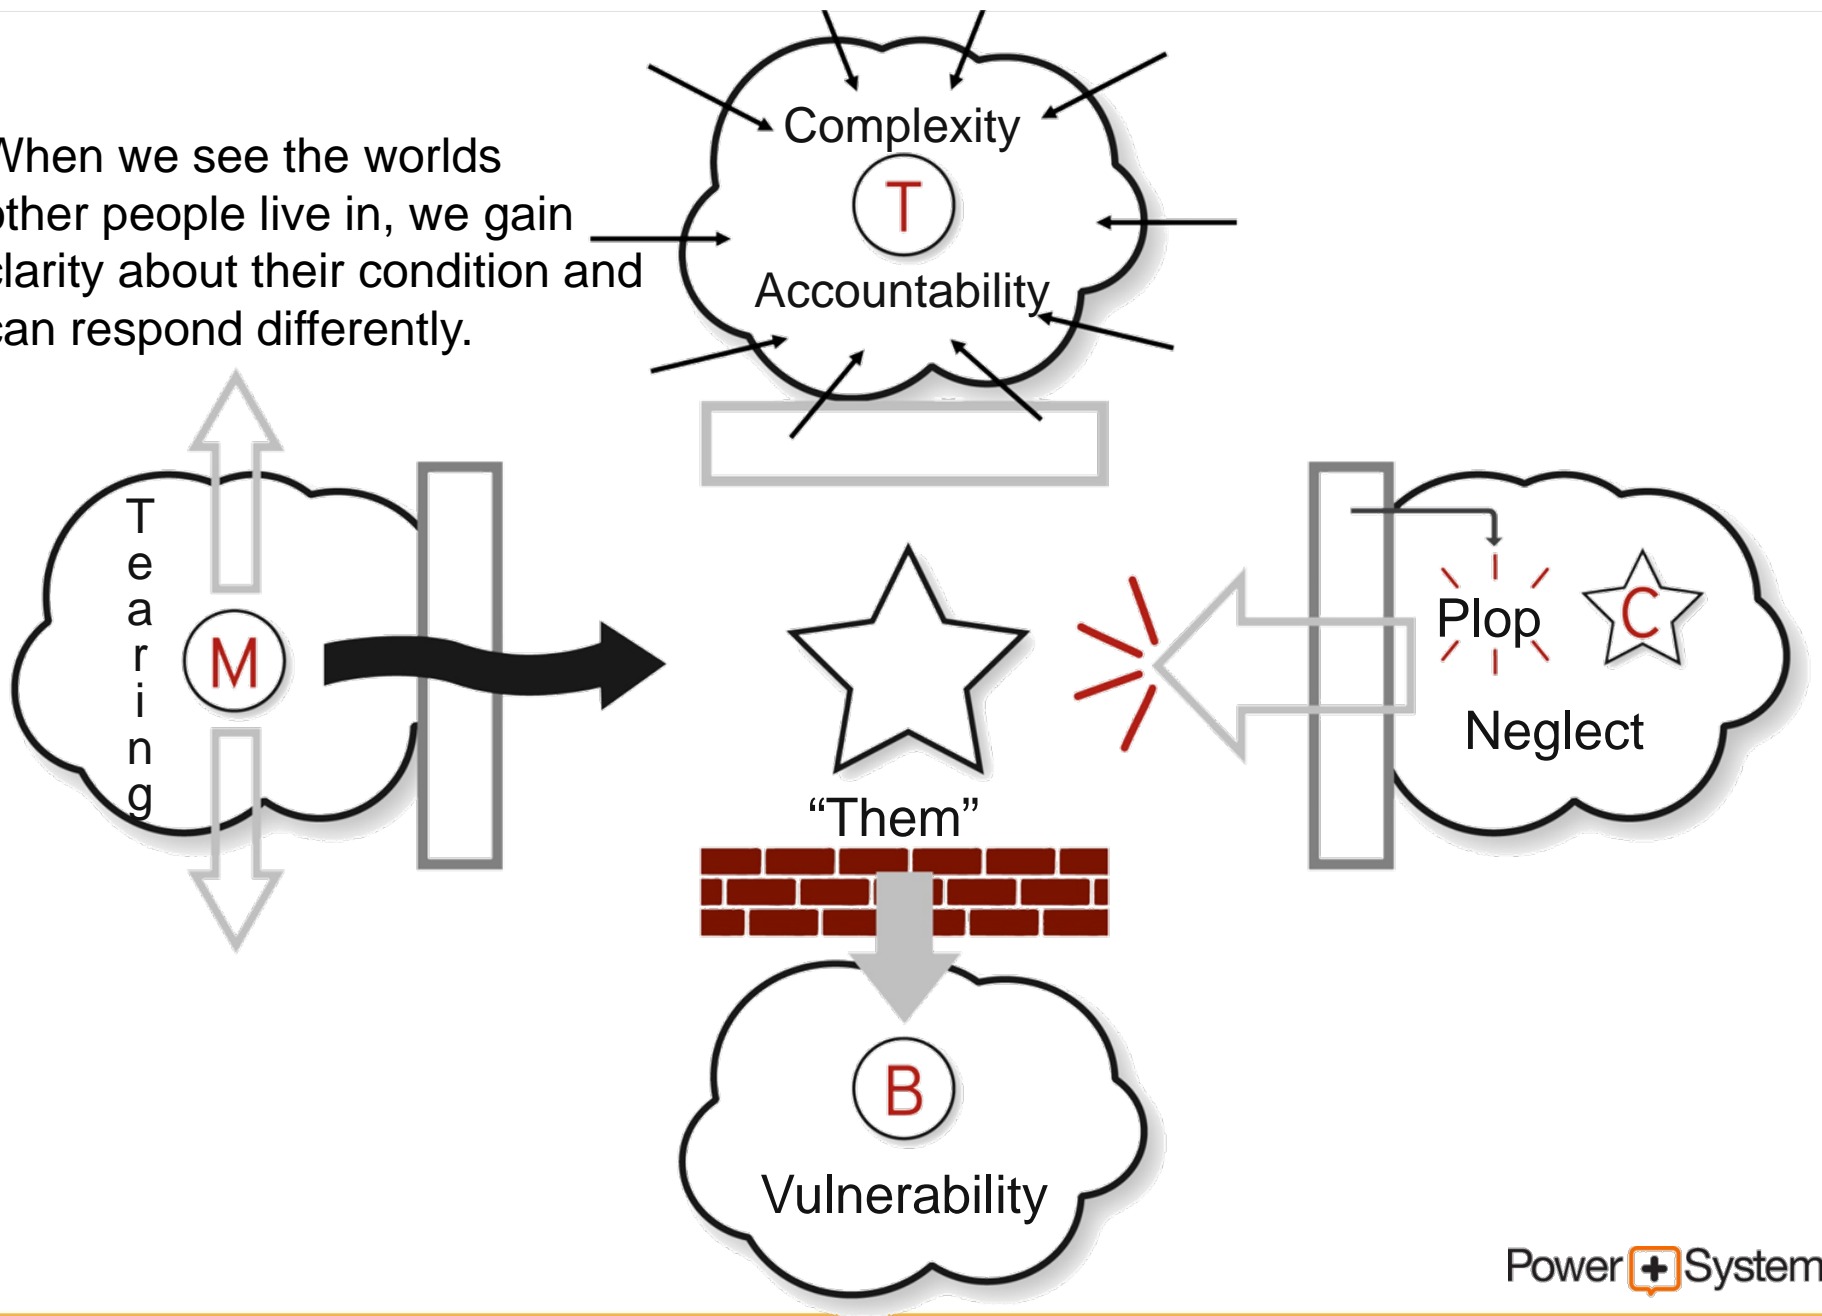 When we see the worlds
other people live in, we gain
clarity about their condition and
can respond differently.
Complexity
T
Accountability
Tearing
M
Plop
C
Neglect
“Them”
B
Vulnerability
Power+System